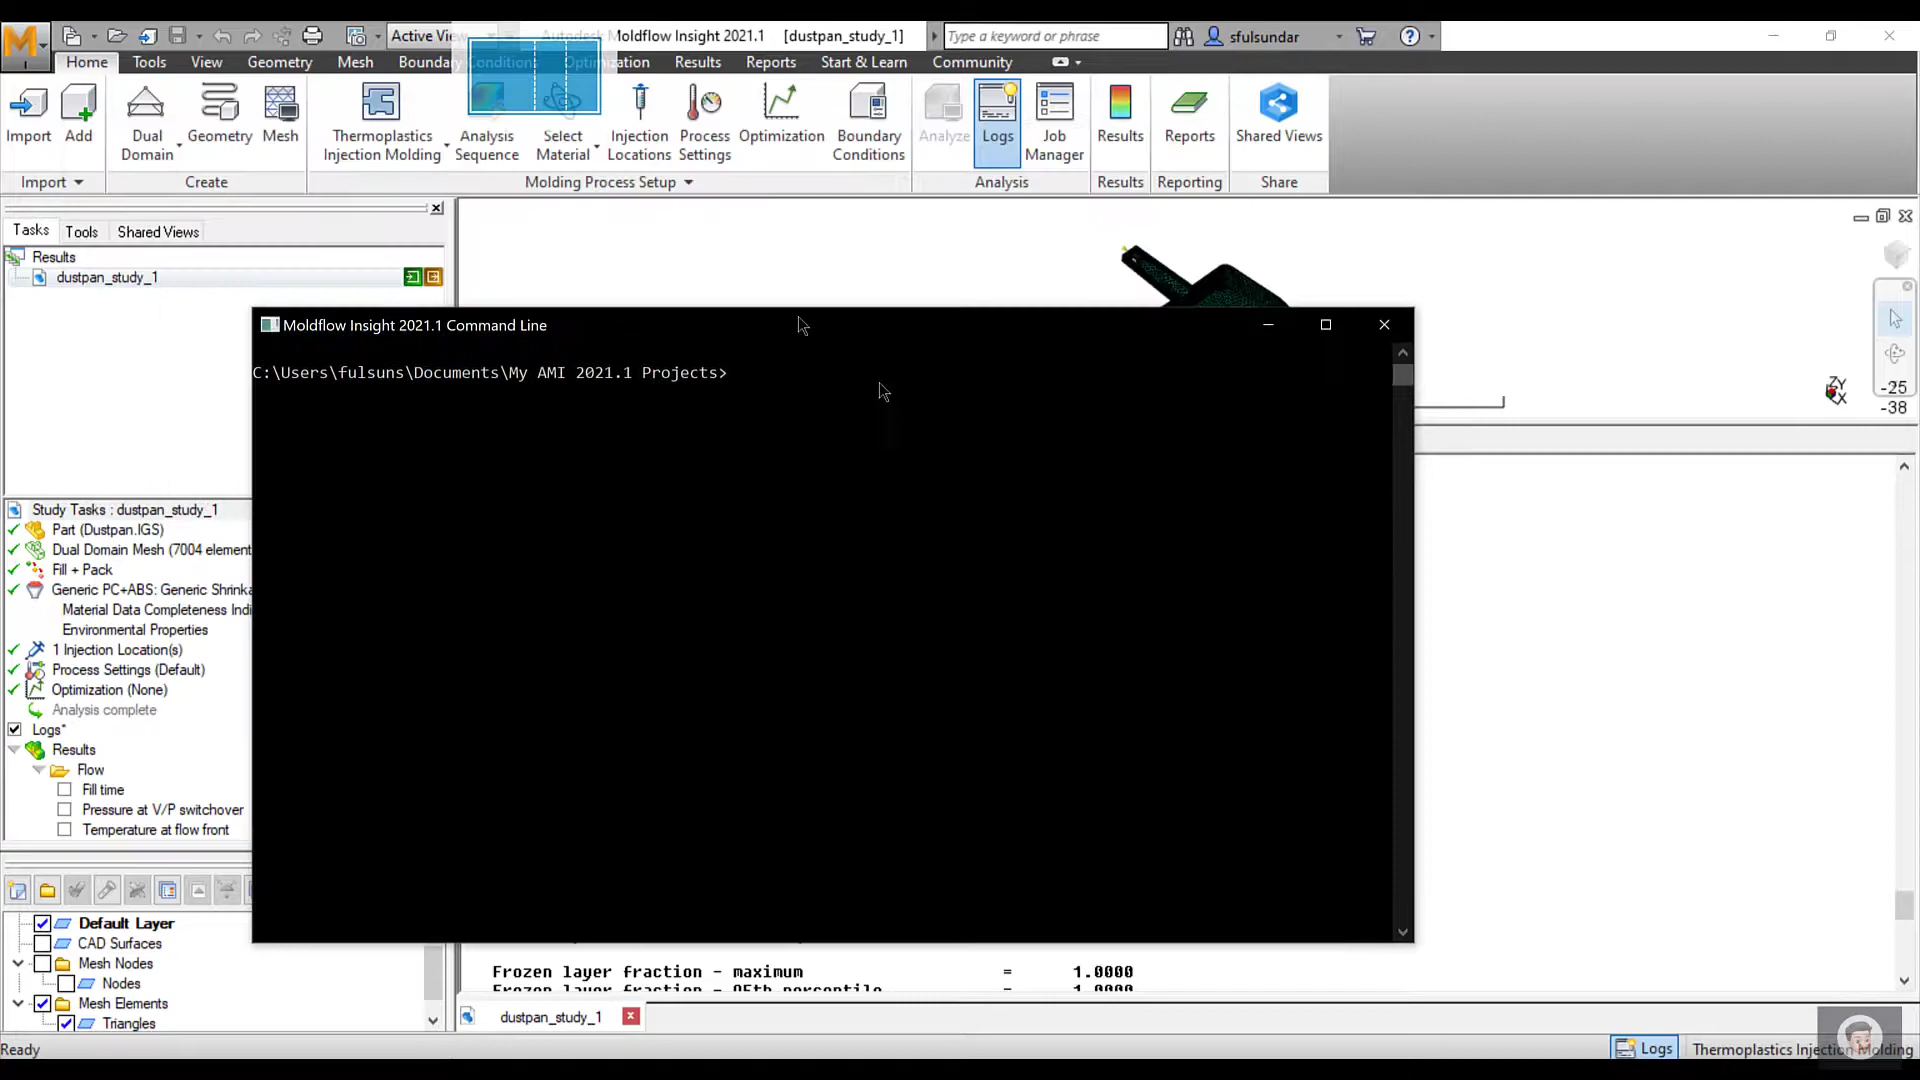 Active Vie Autodesk Moldflow Insight 2021.1 [dustpan_study_1] Type a keyword or phrase sfulsundar
Home Tools View Geometry Mesh Boundary Conditions Optimization Results Reports Start & Learn Community
Import
Add
Dual Domain
Geometry
Mesh
Thermoplastics Injection Molding
Analysis Sequence
Select Material
Injection Locations
Process Settings
Optimization
Boundary Conditions
Analyze
Logs
Job Manager
Results
Reports
Shared Views
Import Create Molding Process Setup Analysis Results Reporting Share
Tasks Tools Shared Views
Results
dustpan_study_1
Moldflow Insight 2021.1 Command Line
C:\Users\fulsuns\Documents\My AMI 2021.1 Projects>
ZY
X
-25
-38
Study Tasks : dustpan_study_1
Part (Dustpan.IGS)
Dual Domain Mesh (7004 element
Fill + Pack
Generic PC+ABS: Generic Shrinka
Material Data Completeness Indi
Environmental Properties
1 Injection Location(s)
Process Settings (Default)
Optimization (None)
Analysis complete
Logs*
Results
Flow
Fill time
Pressure at V/P switchover
Temperature at flow front
Default Layer
CAD Surfaces
Mesh Nodes
Nodes
Mesh Elements
Triangles
Frozen layer fraction - maximum = 1.0000
Frozen layer fraction - 95th percentile = 1.0000
dustpan_study_1
Ready
Logs Thermoplastics Injection Molding